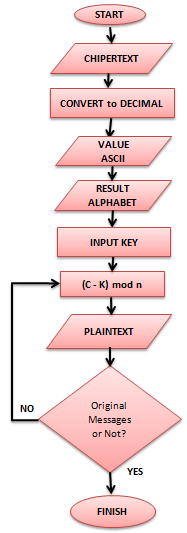 START
CHIPERTEXT
CONVERT to DECIMAL
VALUE
ASCII
RESULT
ALPHABET
INPUT KEY
(C - K) mod n
PLAINTEXT
Original
Messages
or Not?
NO
YES
FINISH